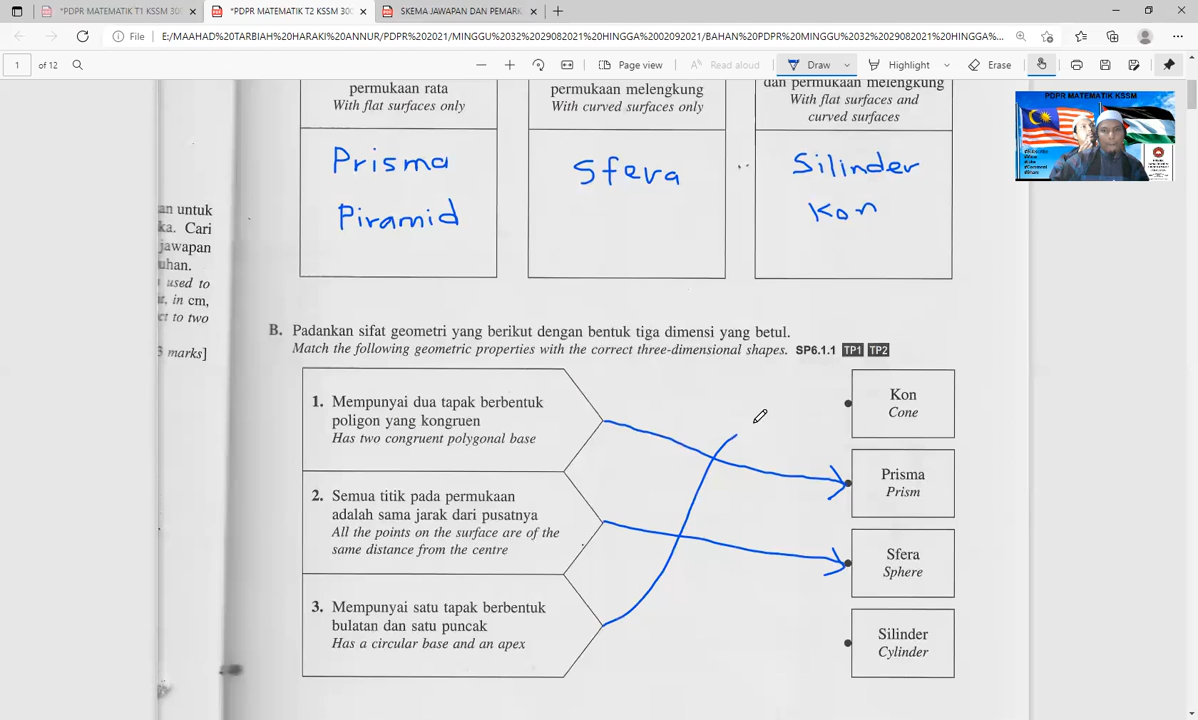 *PDPR MATEMATIK T1 KSSM 300
*PDPR MATEMATIK T2 KSSM 300
SKEMA JAWAPAN DAN PEMARK
File
E:/MAAHAD%20TARBIAH%20HARAKI%20ANNUR/PDPR%202021/MINGGU%2032%2029082021%20HINGGA%2002092021/BAHAN%20PDPR%20MINGGU%2032%2029082021%20HINGGA%...
1 of 12
Page view
Read aloud
Draw
Highlight
Erase
PDPR MATEMATIK KSSM
permukaan rata
With flat surfaces only
permukaan melengkung
With curved surfaces only
dan permukaan melengkung
With flat surfaces and
curved surfaces
Prisma
Piramid
Sfera
Silinder
Kon
an untuk
ka. Cari
jawapan
uhan.
used to
it, in cm,
ct to two
3 marks]
B. Padankan sifat geometri yang berikut dengan bentuk tiga dimensi yang betul.
Match the following geometric properties with the correct three-dimensional shapes. SP6.1.1 TP1 TP2
1. Mempunyai dua tapak berbentuk
poligon yang kongruen
Has two congruent polygonal base
2. Semua titik pada permukaan
adalah sama jarak dari pusatnya
All the points on the surface are of the
same distance from the centre
3. Mempunyai satu tapak berbentuk
bulatan dan satu puncak
Has a circular base and an apex
Kon
Cone
Prisma
Prism
Sfera
Sphere
Silinder
Cylinder